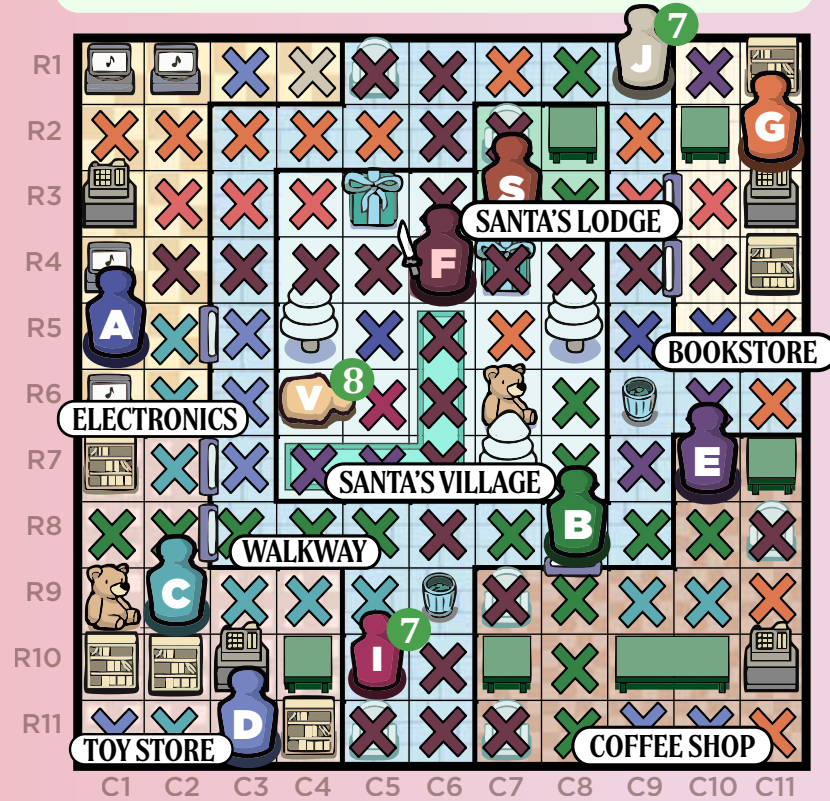 J 7
R1
R2
G
R3
S
SANTA'S LODGE
R4
F
A
R5
BOOKSTORE
R6
V 8
ELECTRONICS
R7
E
SANTA'S VILLAGE
R8
B
WALKWAY
R9
C
I 7
R10
R11
D
TOY STORE
COFFEE SHOP
C1 C2 C3 C4 C5 C6 C7 C8 C9 C10 C11